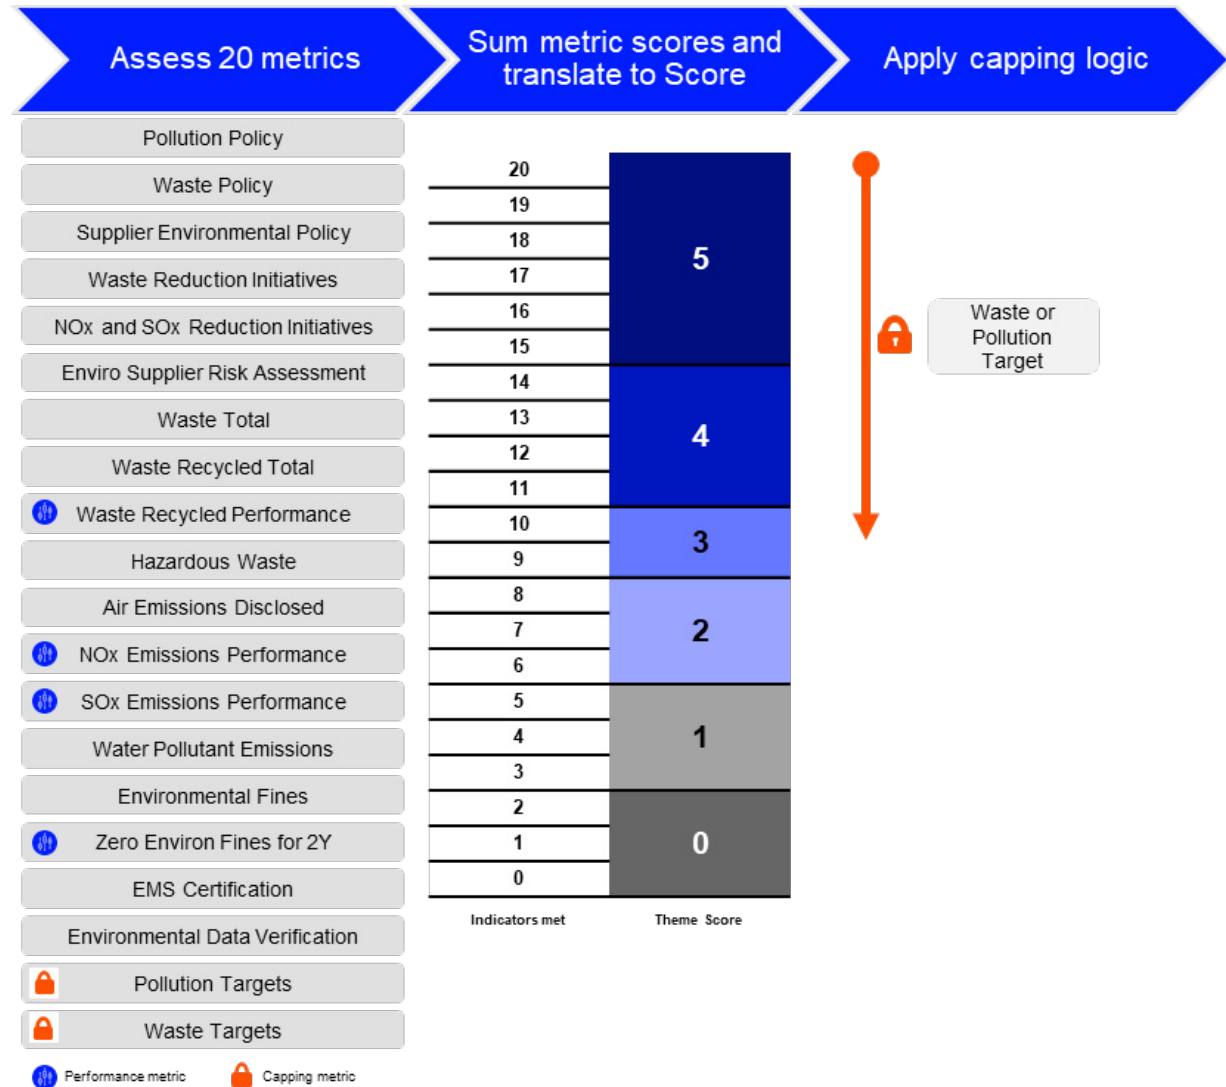 Assess 20 metrics
Sum metric scores and
translate to Score
Apply capping logic
Pollution Policy
Waste Policy
Supplier Environmental Policy
Waste Reduction Initiatives
NOx and SOx Reduction Initiatives
Enviro Supplier Risk Assessment
Waste Total
Waste Recycled Total
Waste Recycled Performance
Hazardous Waste
Air Emissions Disclosed
NOx Emissions Performance
SOx Emissions Performance
Water Pollutant Emissions
Environmental Fines
Zero Environ Fines for 2Y
EMS Certification
Environmental Data Verification
Pollution Targets
Waste Targets
Performance metric
Capping metric
20
19
18
17
16
15
14
13
12
11
10
9
8
7
6
5
4
3
2
1
0
Indicators met
5
4
3
2
1
0
Theme Score
Waste or
Pollution
Target